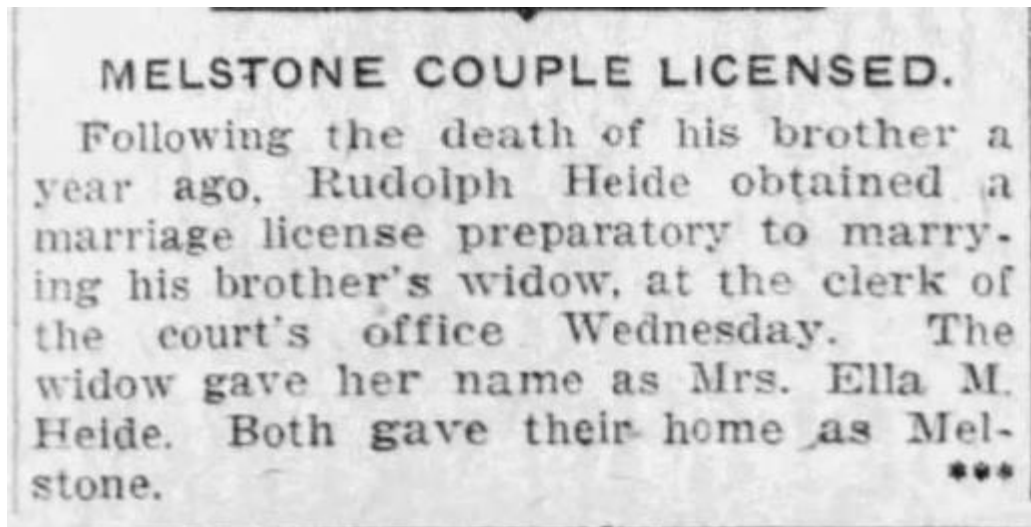 MELSTONE COUPLE LICENSED.
Following the death of his brother a
year ago, Rudolph Heide obtained a
marriage license preparatory to marry-
ing his brother's widow, at the clerk of
the court's office Wednesday. The
widow gave her name as Mrs. Ella M.
Heide. Both gave their home as Mel-
stone. ***